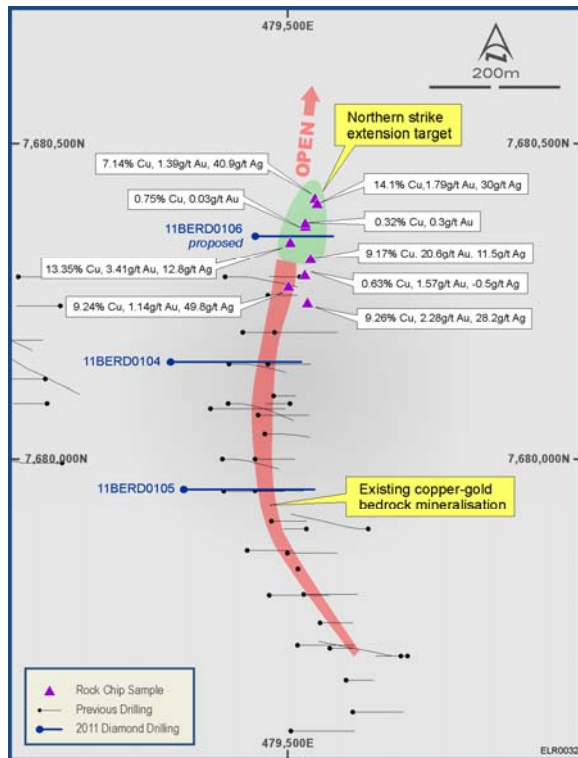 479,500E
200m
7,680,500N
7,680,500N
OPEN
Northern strike
extension target
7.14% Cu, 1.39g/t Au, 40.9g/t Ag
14.1% Cu,1.79g/t Au, 30g/t Ag
0.75% Cu, 0.03g/t Au
0.32% Cu, 0.3g/t Au
11BERD0106
proposed
9.17% Cu, 20.6g/t Au. 11.5g/t Ag
13.35% Cu, 3.41g/t Au, 12.8g/t Ag
0.63% Cu, 1.57g/t Au, -0.5g/t Ag
9.24% Cu, 1.14g/t Au, 49.8g/t Ag
9.26% Cu, 2.28g/t Au, 28.2g/t Ag
11BERD0104
7,680,000N
7,680,000N
11BERD0105
Existing copper-gold
bedrock mineralisation
Rock Chip Sample
Previous Drilling
2011 Diamond Drilling
479,500E
ELR0032